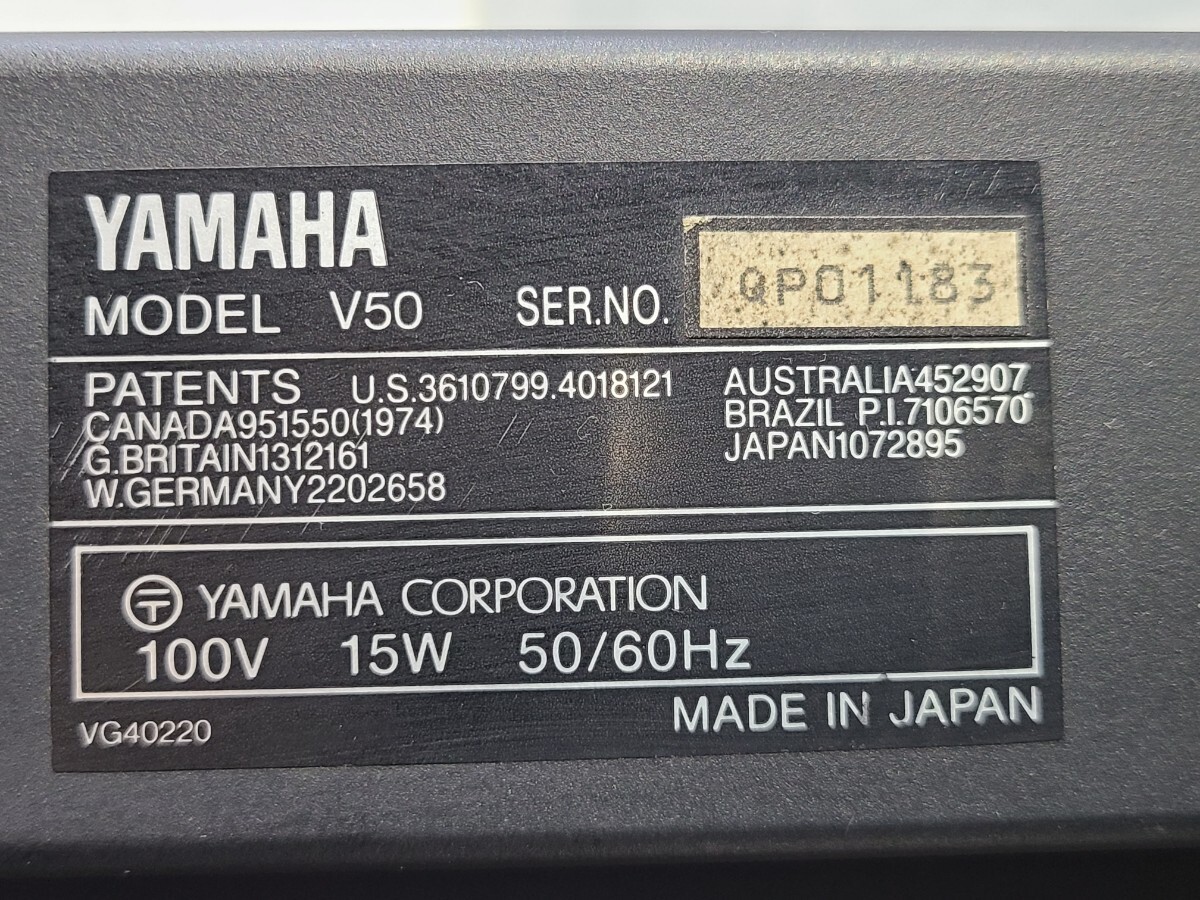 YAMAHA
MODEL V50 SER.NO. QP01183
PATENTS U.S.3610799.4018121
CANADA951550(1974)
G.BRITAIN1312161
W.GERMANY2202658
AUSTRALIA452907
BRAZIL P.I.7106570
JAPAN1072895
YAMAHA CORPORATION
100V 15W 50/60Hz
VG40220
MADE IN JAPAN